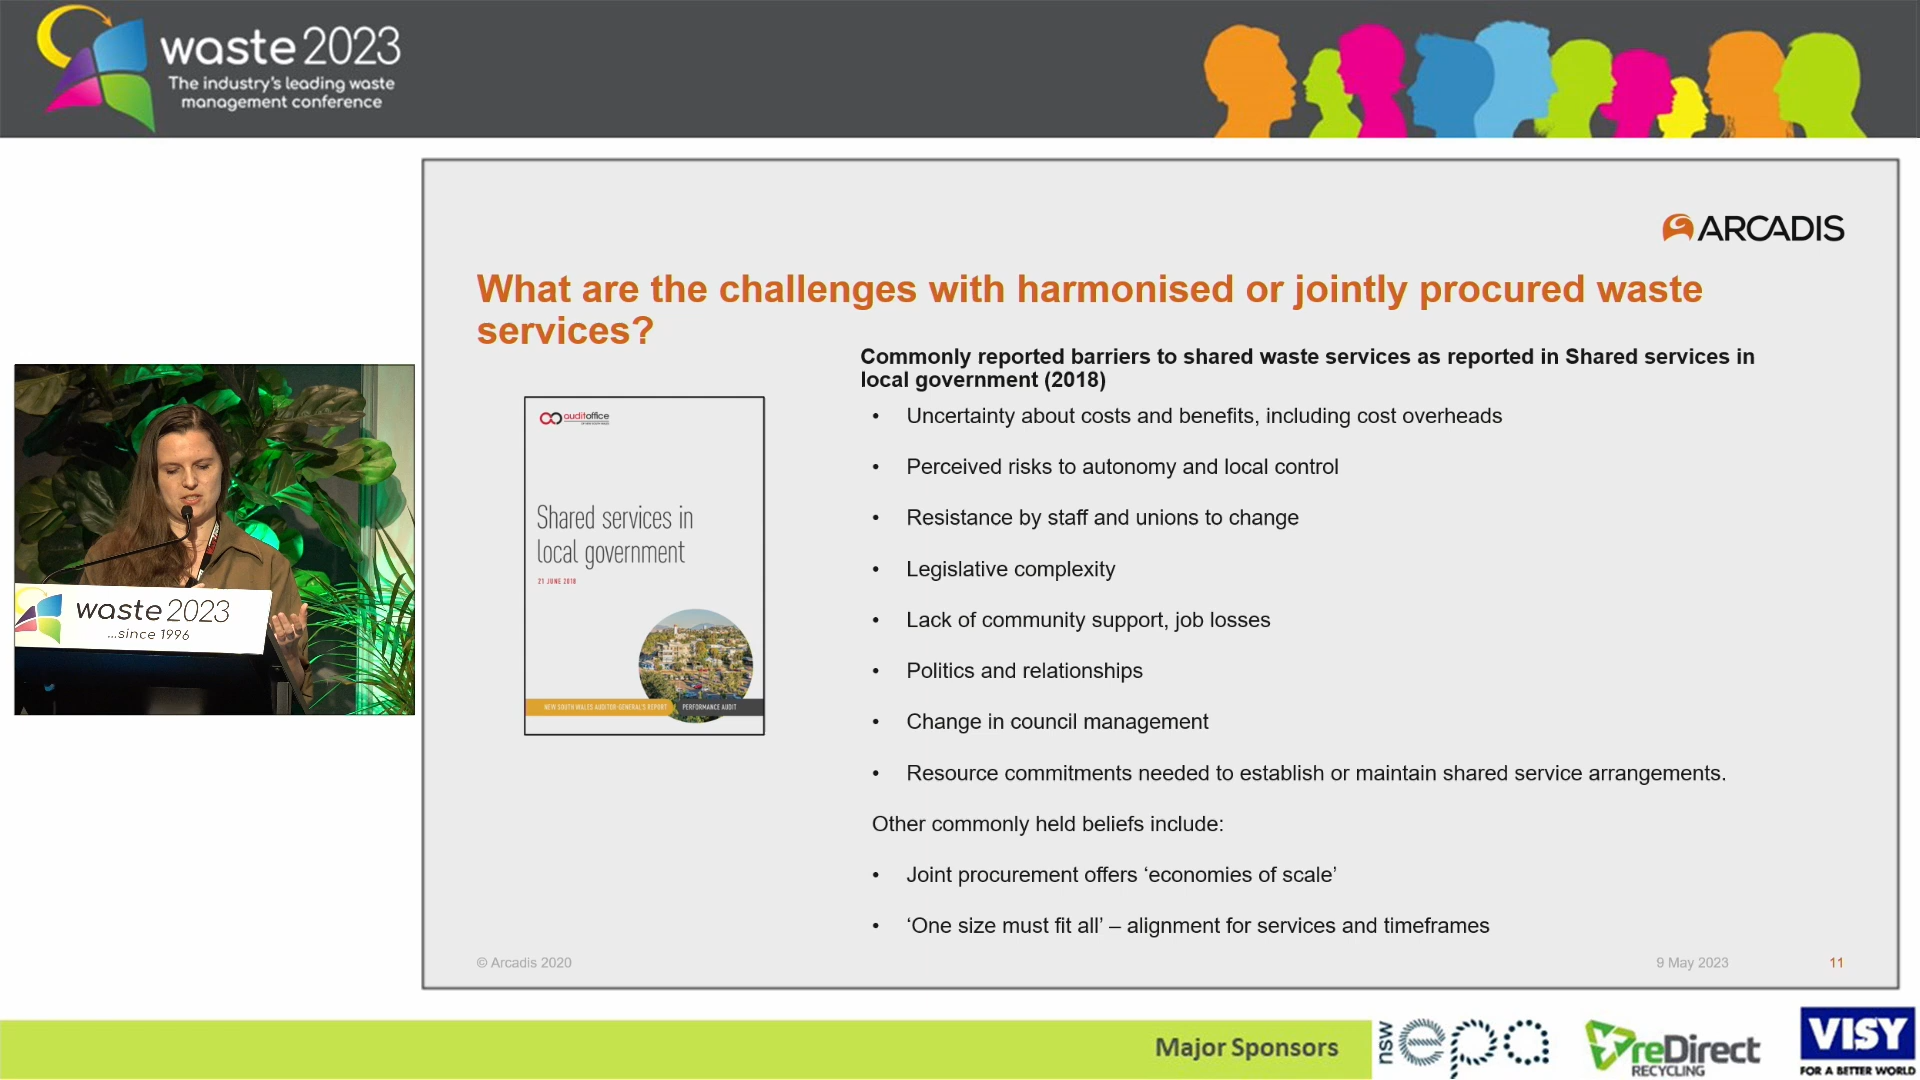 waste 2023
The industry's leading waste
management conference
ARCADIS
What are the challenges with harmonised or jointly procured waste
services?
Commonly reported barriers to shared waste services as reported in Shared services in
local government (2018)
• Uncertainty about costs and benefits, including cost overheads
• Perceived risks to autonomy and local control
• Resistance by staff and unions to change
• Legislative complexity
• Lack of community support, job losses
• Politics and relationships
• Change in council management
• Resource commitments needed to establish or maintain shared service arrangements.
Other commonly held beliefs include:
• Joint procurement offers ‘economies of scale’
• ‘One size must fit all’ – alignment for services and timeframes
auditoffice
Shared services in
local government
21 JUNE 2018
NEW SOUTH WALES AUDITOR-GENERAL'S REPORT
PERFORMANCE AUDIT
waste 2023
...since 1996
© Arcadis 2020
9 May 2023
11
Major Sponsors
nsw
epa
reDirect
RECYCLING
VISY
FOR A BETTER WORLD